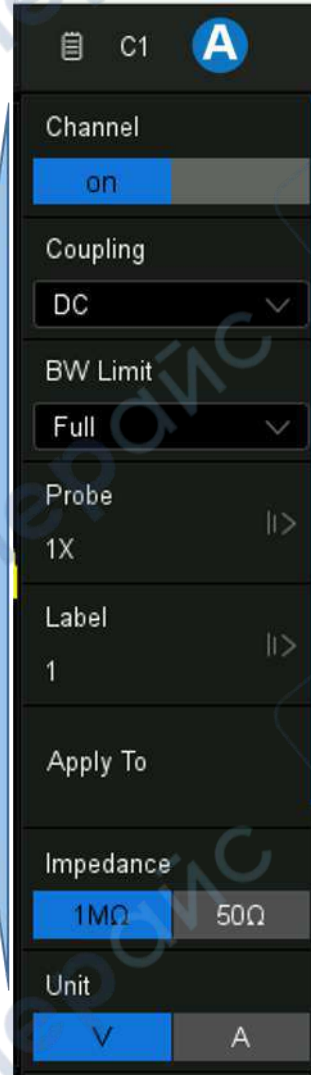 C1 A
Channel
on
Coupling
DC
BW Limit
Full
Probe
1X
Label
1
Apply To
Impedance
1MΩ 50Ω
Unit
V A